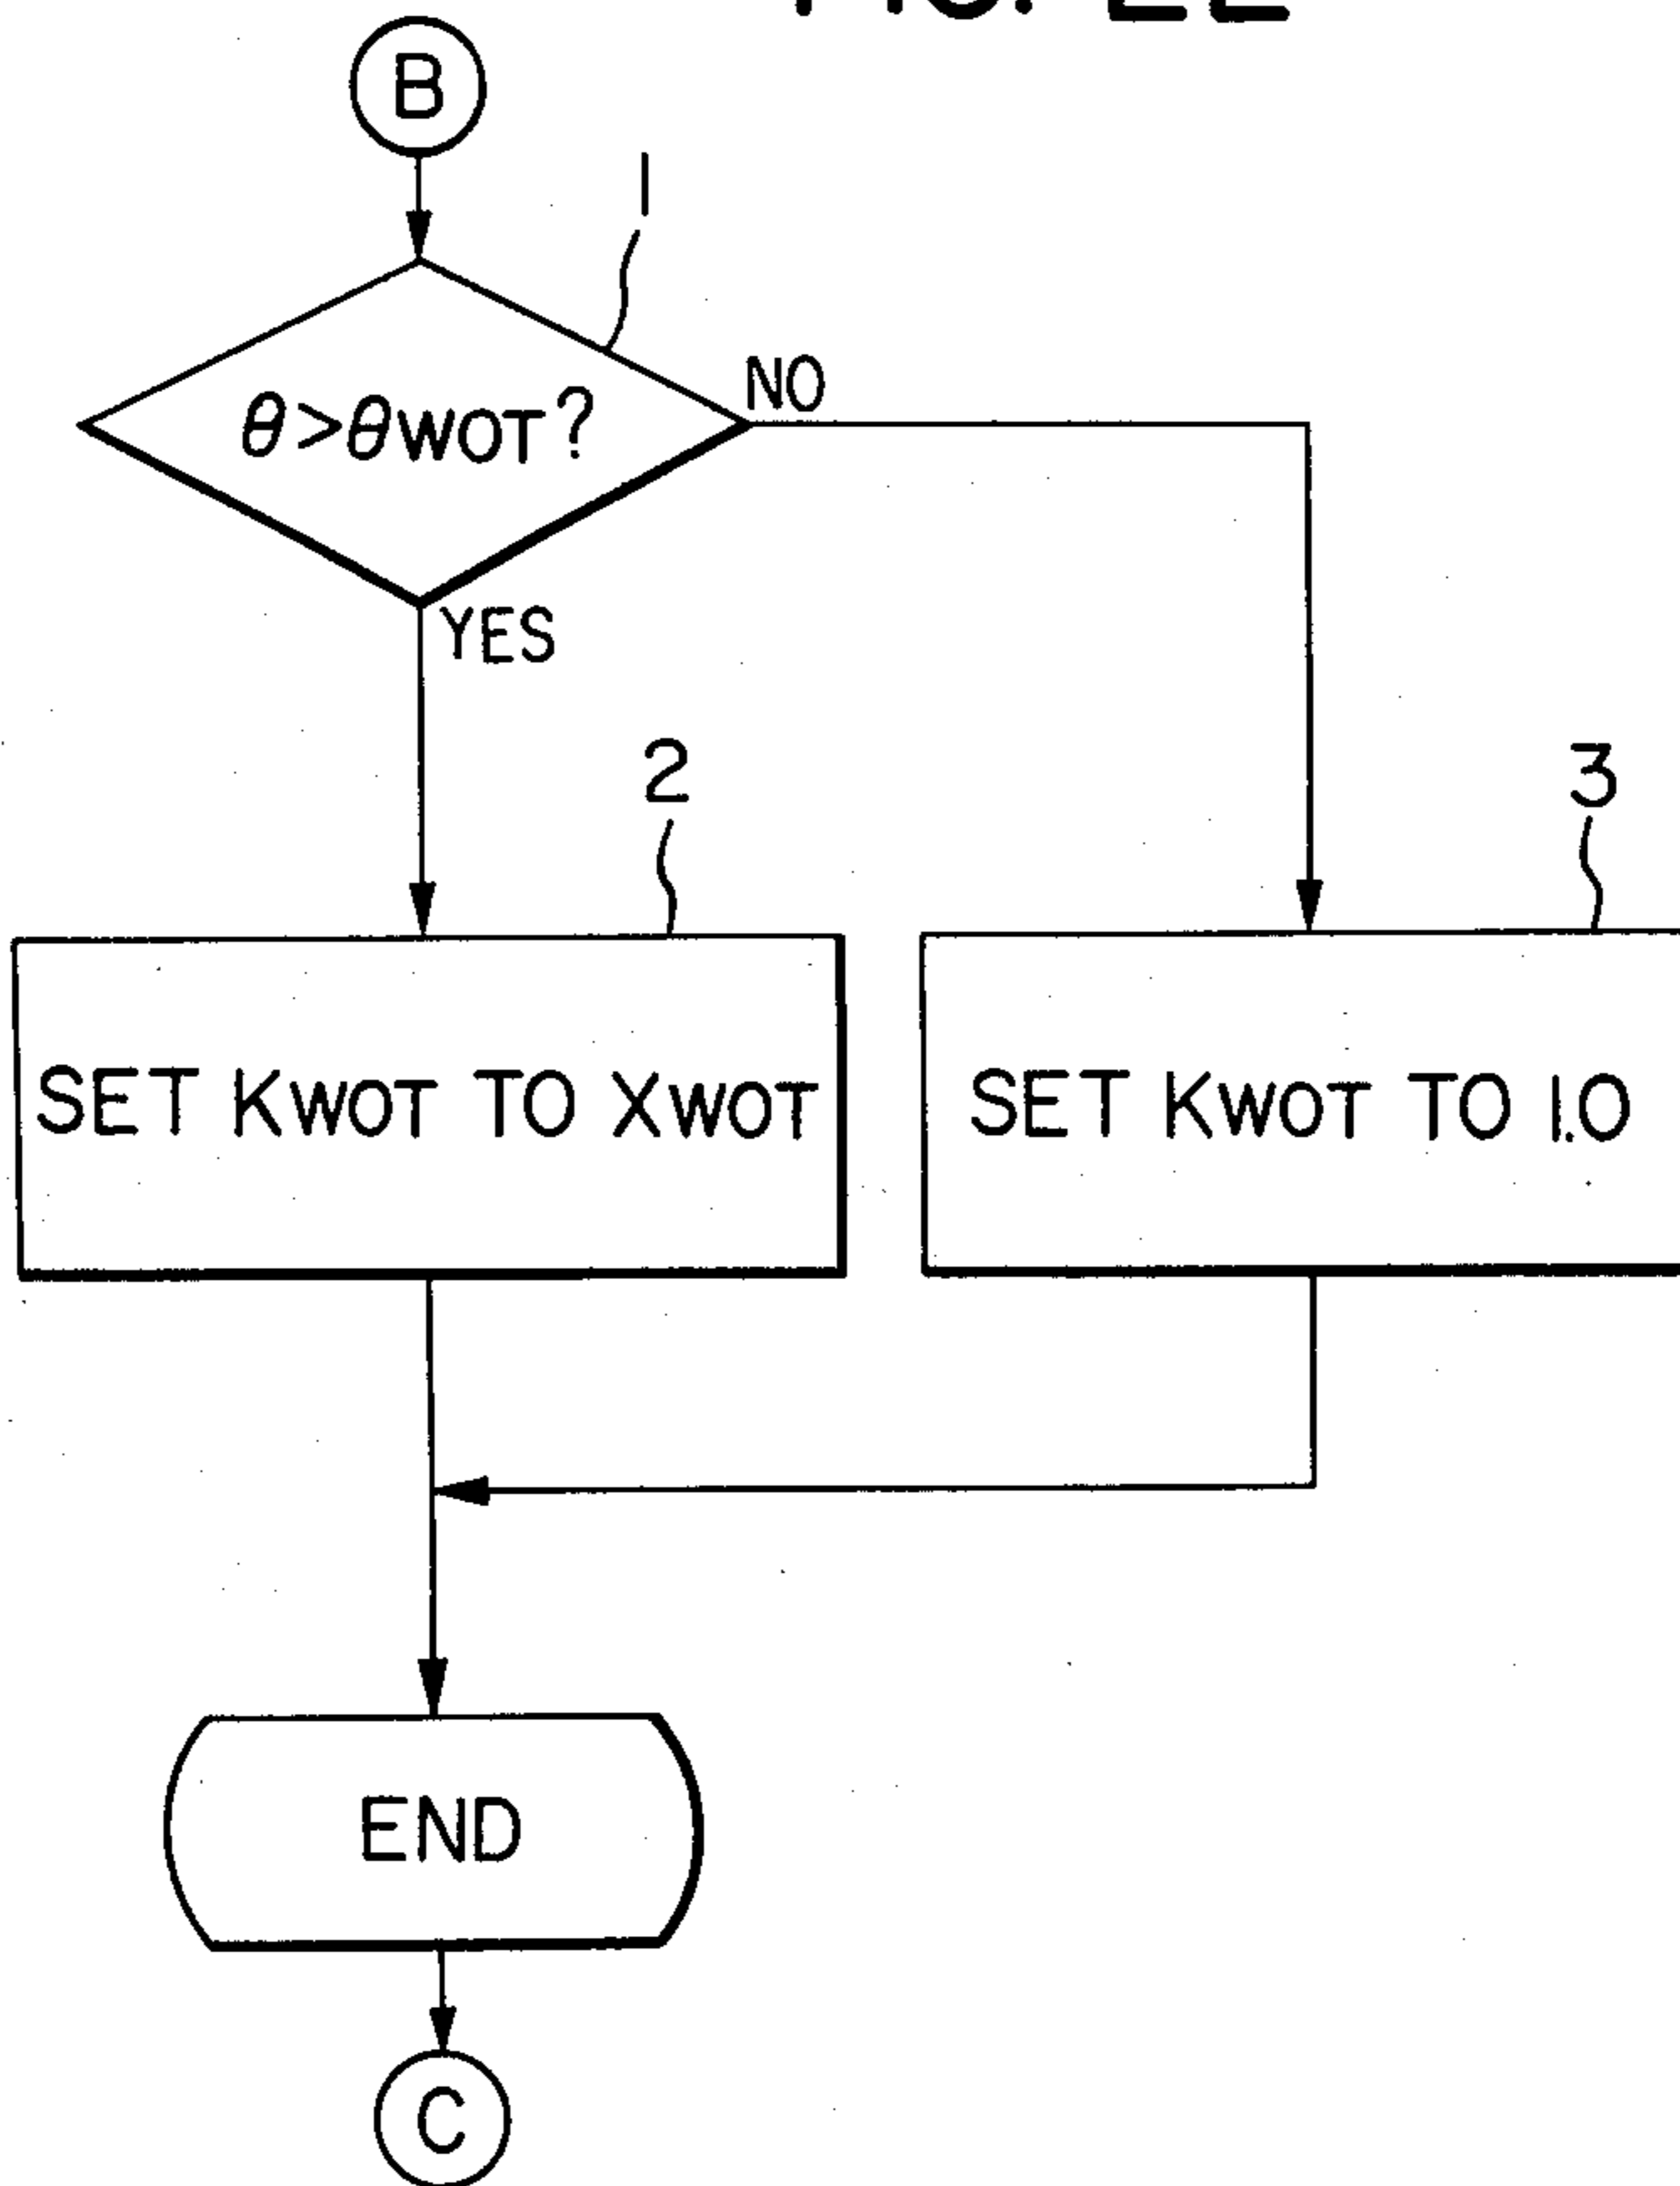 B
1
θ>θWOT?
NO
YES
2
3
SET KWOT TO XWOT
SET KWOT TO 1.0
END
C